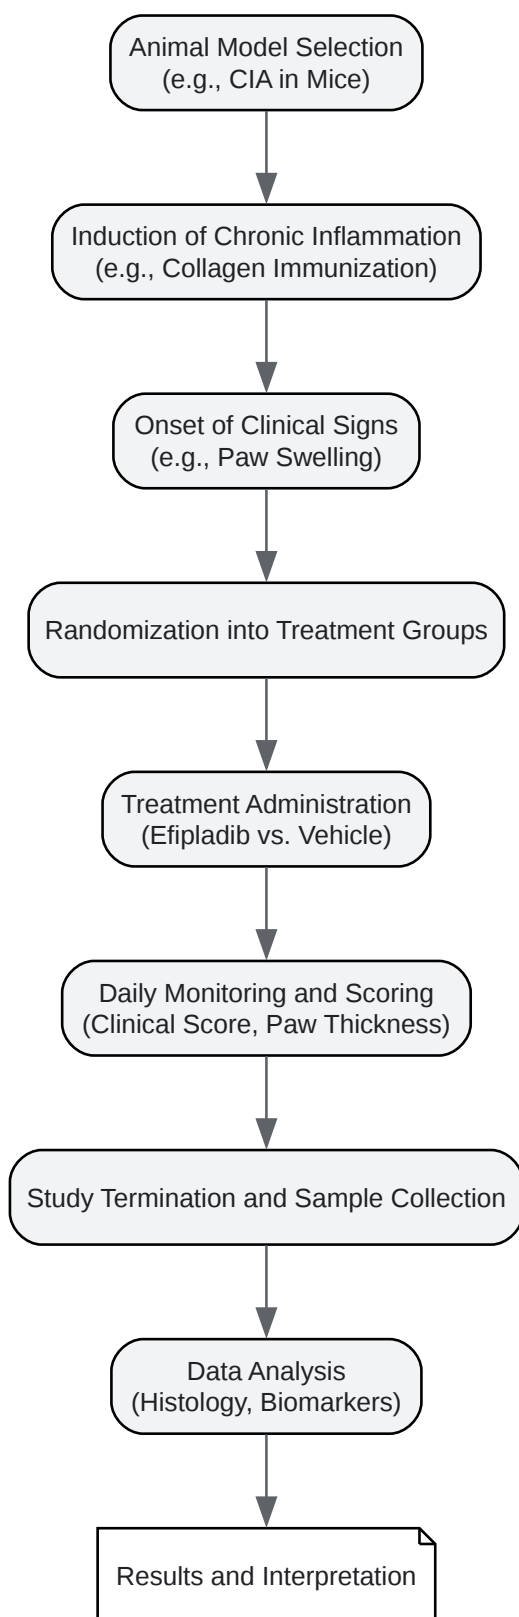 Animal Model Selection
(e.g., CIA in Mice)
Induction of Chronic Inflammation
(e.g., Collagen Immunization)
Onset of Clinical Signs
(e.g., Paw Swelling)
Randomization into Treatment Groups
Treatment Administration
(Efipladib vs. Vehicle)
Daily Monitoring and Scoring
(Clinical Score, Paw Thickness)
Study Termination and Sample Collection
Data Analysis
(Histology, Biomarkers)
Results and Interpretation